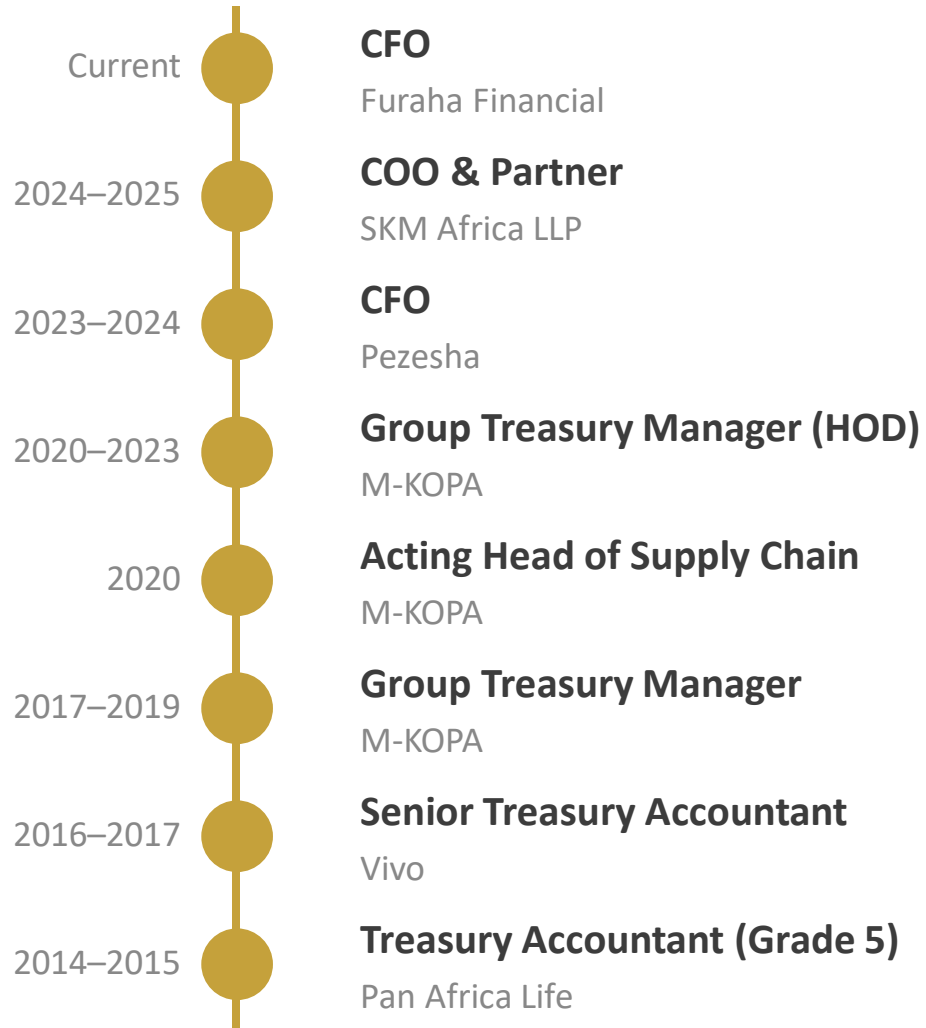 Current
CFO
Furaha Financial
2024–2025
COO & Partner
SKM Africa LLP
2023–2024
CFO
Pezesha
2020–2023
Group Treasury Manager (HOD)
M-KOPA
2020
Acting Head of Supply Chain
M-KOPA
2017–2019
Group Treasury Manager
M-KOPA
2016–2017
Senior Treasury Accountant
Vivo
2014–2015
Treasury Accountant (Grade 5)
Pan Africa Life